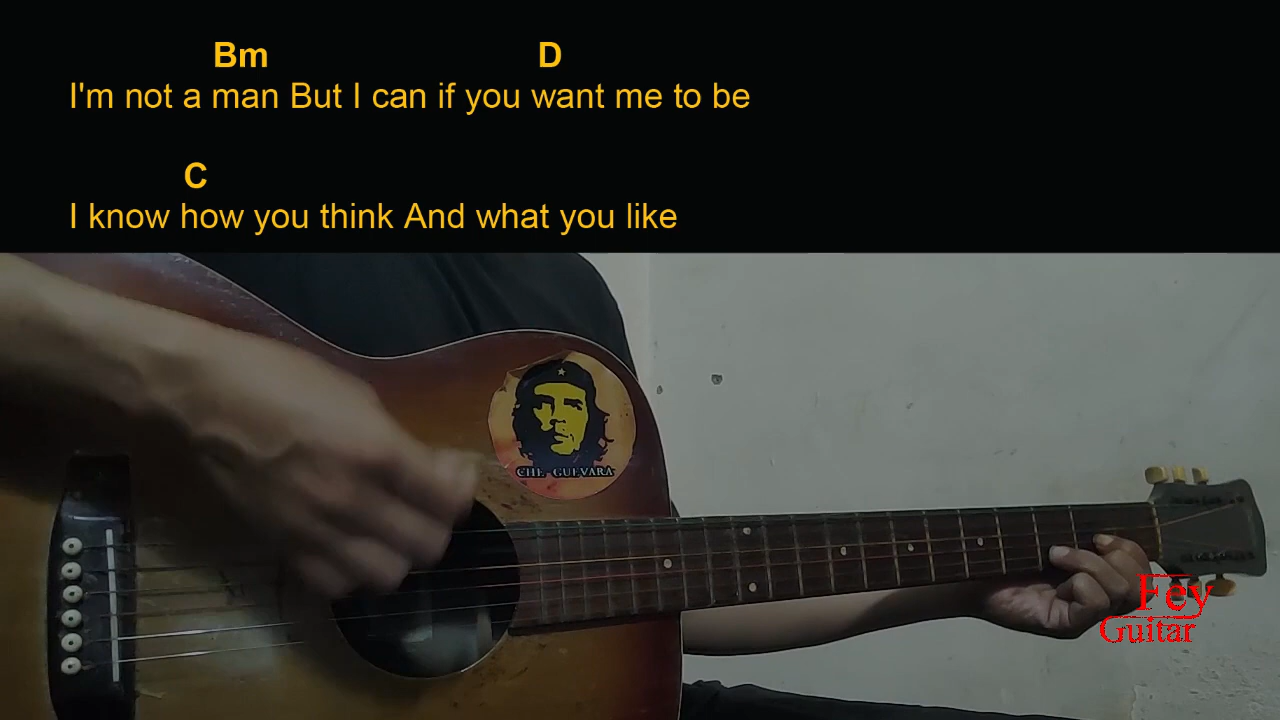 Bm D
I'm not a man But I can if you want me to be
C
I know how you think And what you like
CHE GUEVARA
Fey
Guitar